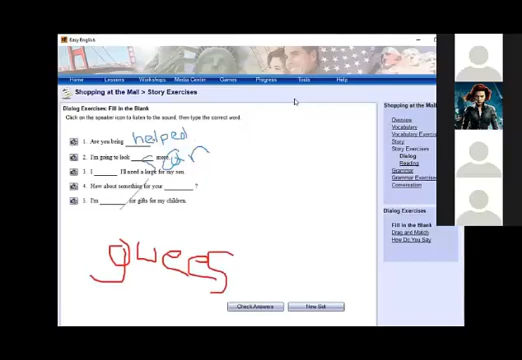 Easy English
Home Lessons Workshops Media Center Games Progress Tools Help
Shopping at the Mall > Story Exercises
Dialog Exercises: Fill in the Blank
Click on the speaker icon to listen to the sound, then type the correct word.
1. Are you being helped
2. I'm going to look more.
3. I I'll need a large for my son.
4. How about something for your ?
5. I'm for gifts for my children.
guees
Check Answers New Set
Shopping at the Mall
Overview
Vocabulary
Vocabulary Exercises
Story
Story Exercises
Dialog
Reading
Grammar
Grammar Exercises
Conversation
Dialog Exercises
Fill in the Blank
Drag and Match
How Do You Say